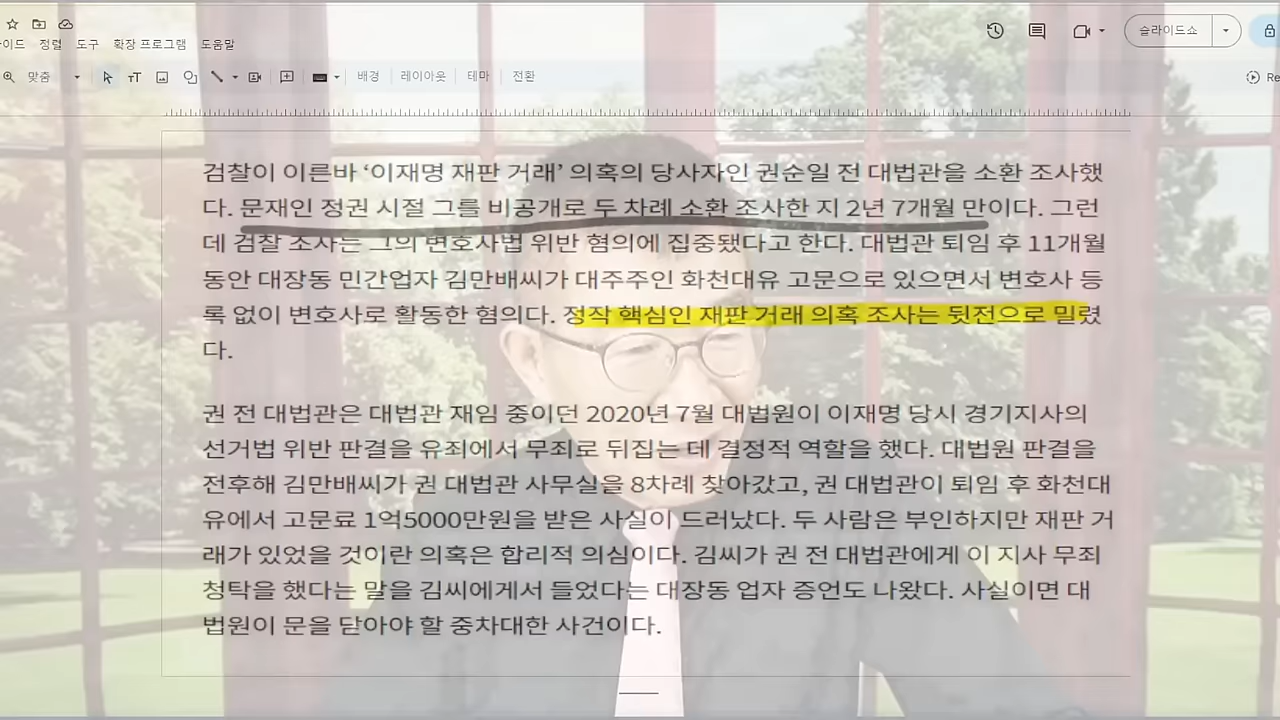 이드 정렬 도구 확장 프로그램 도움말
슬라이드쇼
맞춤 배경 레이아웃 테마 전환
Re
검찰이 이른바 ‘이재명 재판 거래’ 의혹의 당사자인 권순일 전 대법관을 소환 조사했
다. 문재인 정권 시절 그를 비공개로 두 차례 소환 조사한 지 2년 7개월 만이다. 그런
데 검찰 조사는 그의 변호사법 위반 혐의에 집중됐다고 한다. 대법관 퇴임 후 11개월
동안 대장동 민간업자 김만배씨가 대주주인 화천대유 고문으로 있으면서 변호사 등
록 없이 변호사로 활동한 혐의다. 정작 핵심인 재판 거래 의혹 조사는 뒷전으로 밀렸
다.
권 전 대법관은 대법관 재임 중이던 2020년 7월 대법원이 이재명 당시 경기지사의
선거법 위반 판결을 유죄에서 무죄로 뒤집는 데 결정적 역할을 했다. 대법원 판결을
전후해 김만배씨가 권 대법관 사무실을 8차례 찾아갔고, 권 대법관이 퇴임 후 화천대
유에서 고문료 1억5000만원을 받은 사실이 드러났다. 두 사람은 부인하지만 재판 거
래가 있었을 것이란 의혹은 합리적 의심이다. 김씨가 권 전 대법관에게 이 지사 무죄
청탁을 했다는 말을 김씨에게서 들었다는 대장동 업자 증언도 나왔다. 사실이면 대
법원이 문을 닫아야 할 중차대한 사건이다.